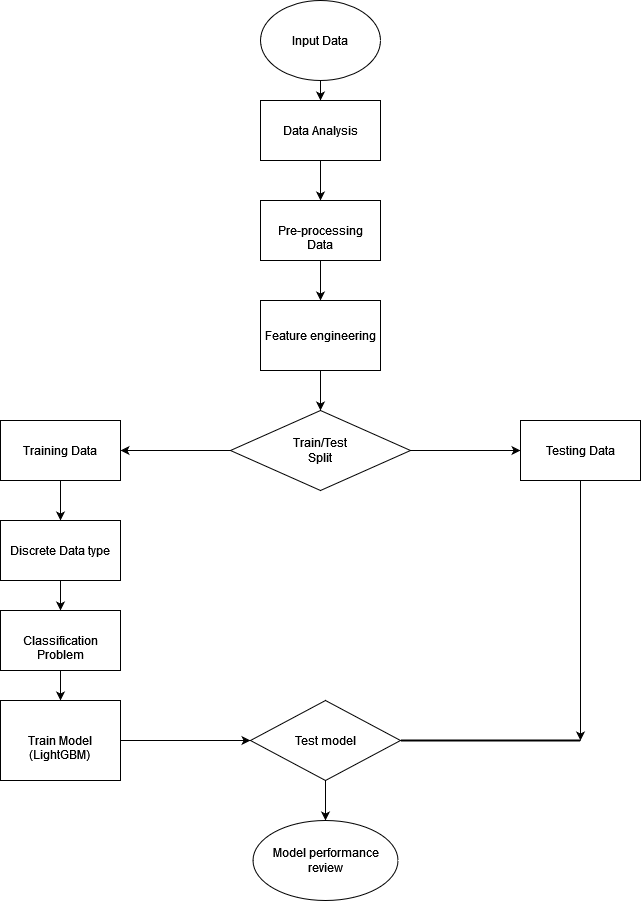 Input Data
Data Analysis
Pre-processing
Data
Feature engineering
Train/Test
Split
Training Data
Testing Data
Discrete Data type
Classification
Problem
Train Model
(LightGBM)
Test model
Model performance
review